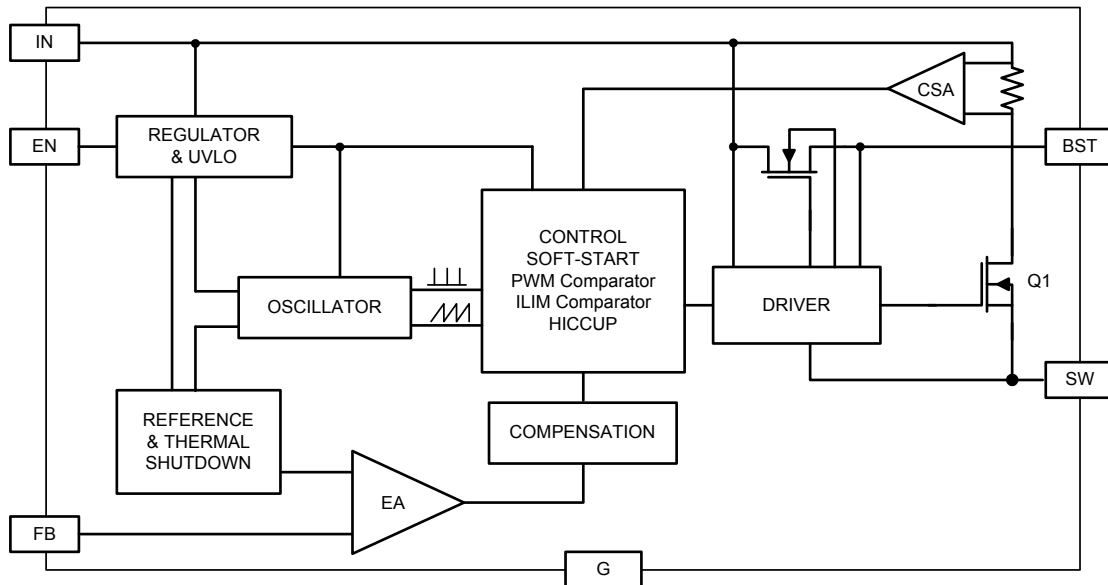 IN
CSA
EN
REGULATOR
& UVLO
BST
CONTROL
SOFT-START
PWM Comparator
ILIM Comparator
HICCUP
OSCILLATOR
DRIVER
Q1
SW
REFERENCE
& THERMAL
SHUTDOWN
COMPENSATION
EA
FB
G